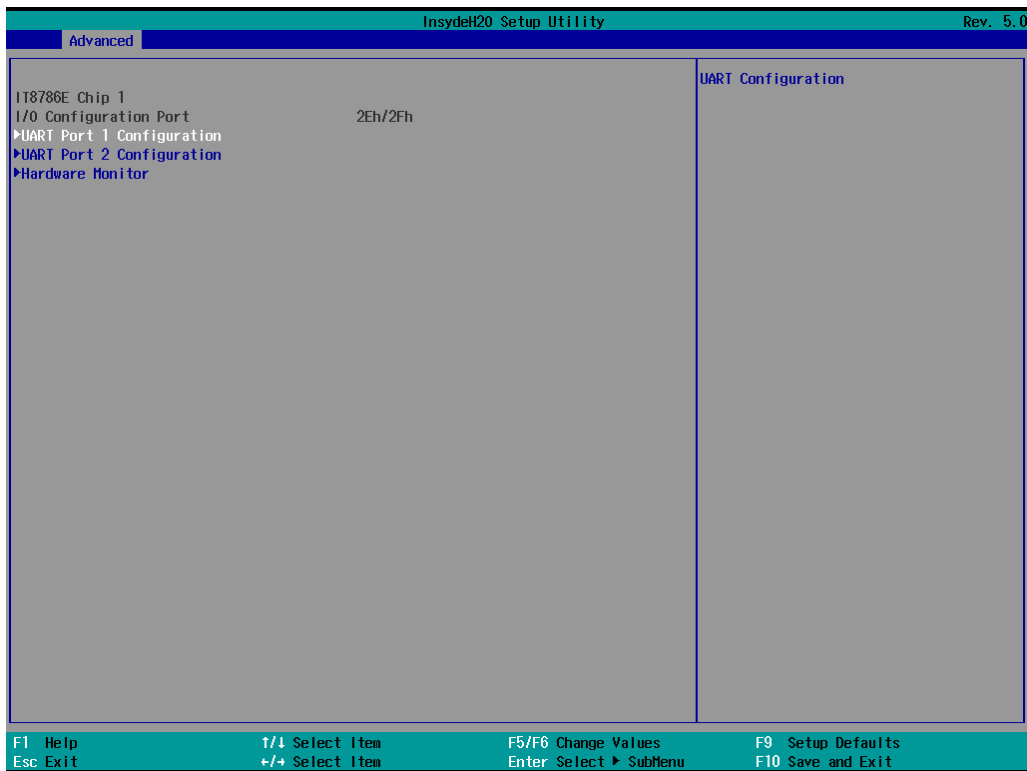 InsydeH20 Setup Utility Rev. 5.0
Advanced
UART Configuration
IT8786E Chip 1
I/O Configuration Port 2Eh/2Fh
▶UART Port 1 Configuration
▶UART Port 2 Configuration
▶Hardware Monitor
F1 Help ↑/↓ Select Item F5/F6 Change Values F9 Setup Defaults
Esc Exit ←/→ Select Item Enter Select ▶ SubMenu F10 Save and Exit